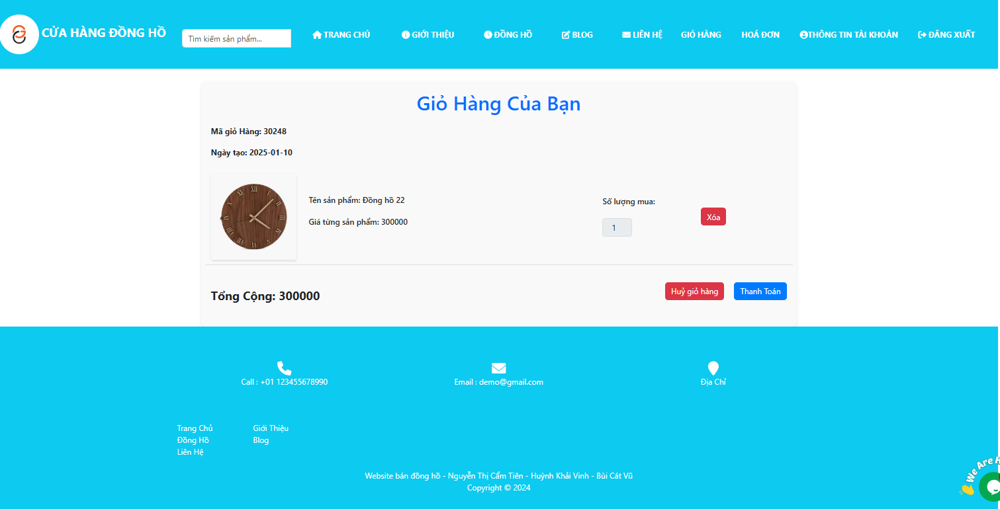 CỬA HÀNG ĐỒNG HỒ
Tìm kiếm sản phẩm...
TRANG CHỦ
GIỚI THIỆU
ĐỒNG HỒ
BLOG
LIÊN HỆ
GIỎ HÀNG
HOÁ ĐƠN
THÔNG TIN TÀI KHOẢN
ĐĂNG XUẤT
Giỏ Hàng Của Bạn
Mã giỏ Hàng: 30248
Ngày tạo: 2025-01-10
Tên sản phẩm: Đồng hồ 22
Giá từng sản phẩm: 300000
Số lượng mua:
1
Xóa
Tổng Cộng: 300000
Huỷ giỏ hàng
Thanh Toán
Call : +01 123455678990
Email : demo@gmail.com
Địa Chỉ
Trang Chủ
Giới Thiệu
Đồng Hồ
Blog
Liên Hệ
We Are H
Website bán đồng hồ - Nguyễn Thị Cẩm Tiên - Huỳnh Khải Vinh - Bùi Cát Vũ
Copyright © 2024